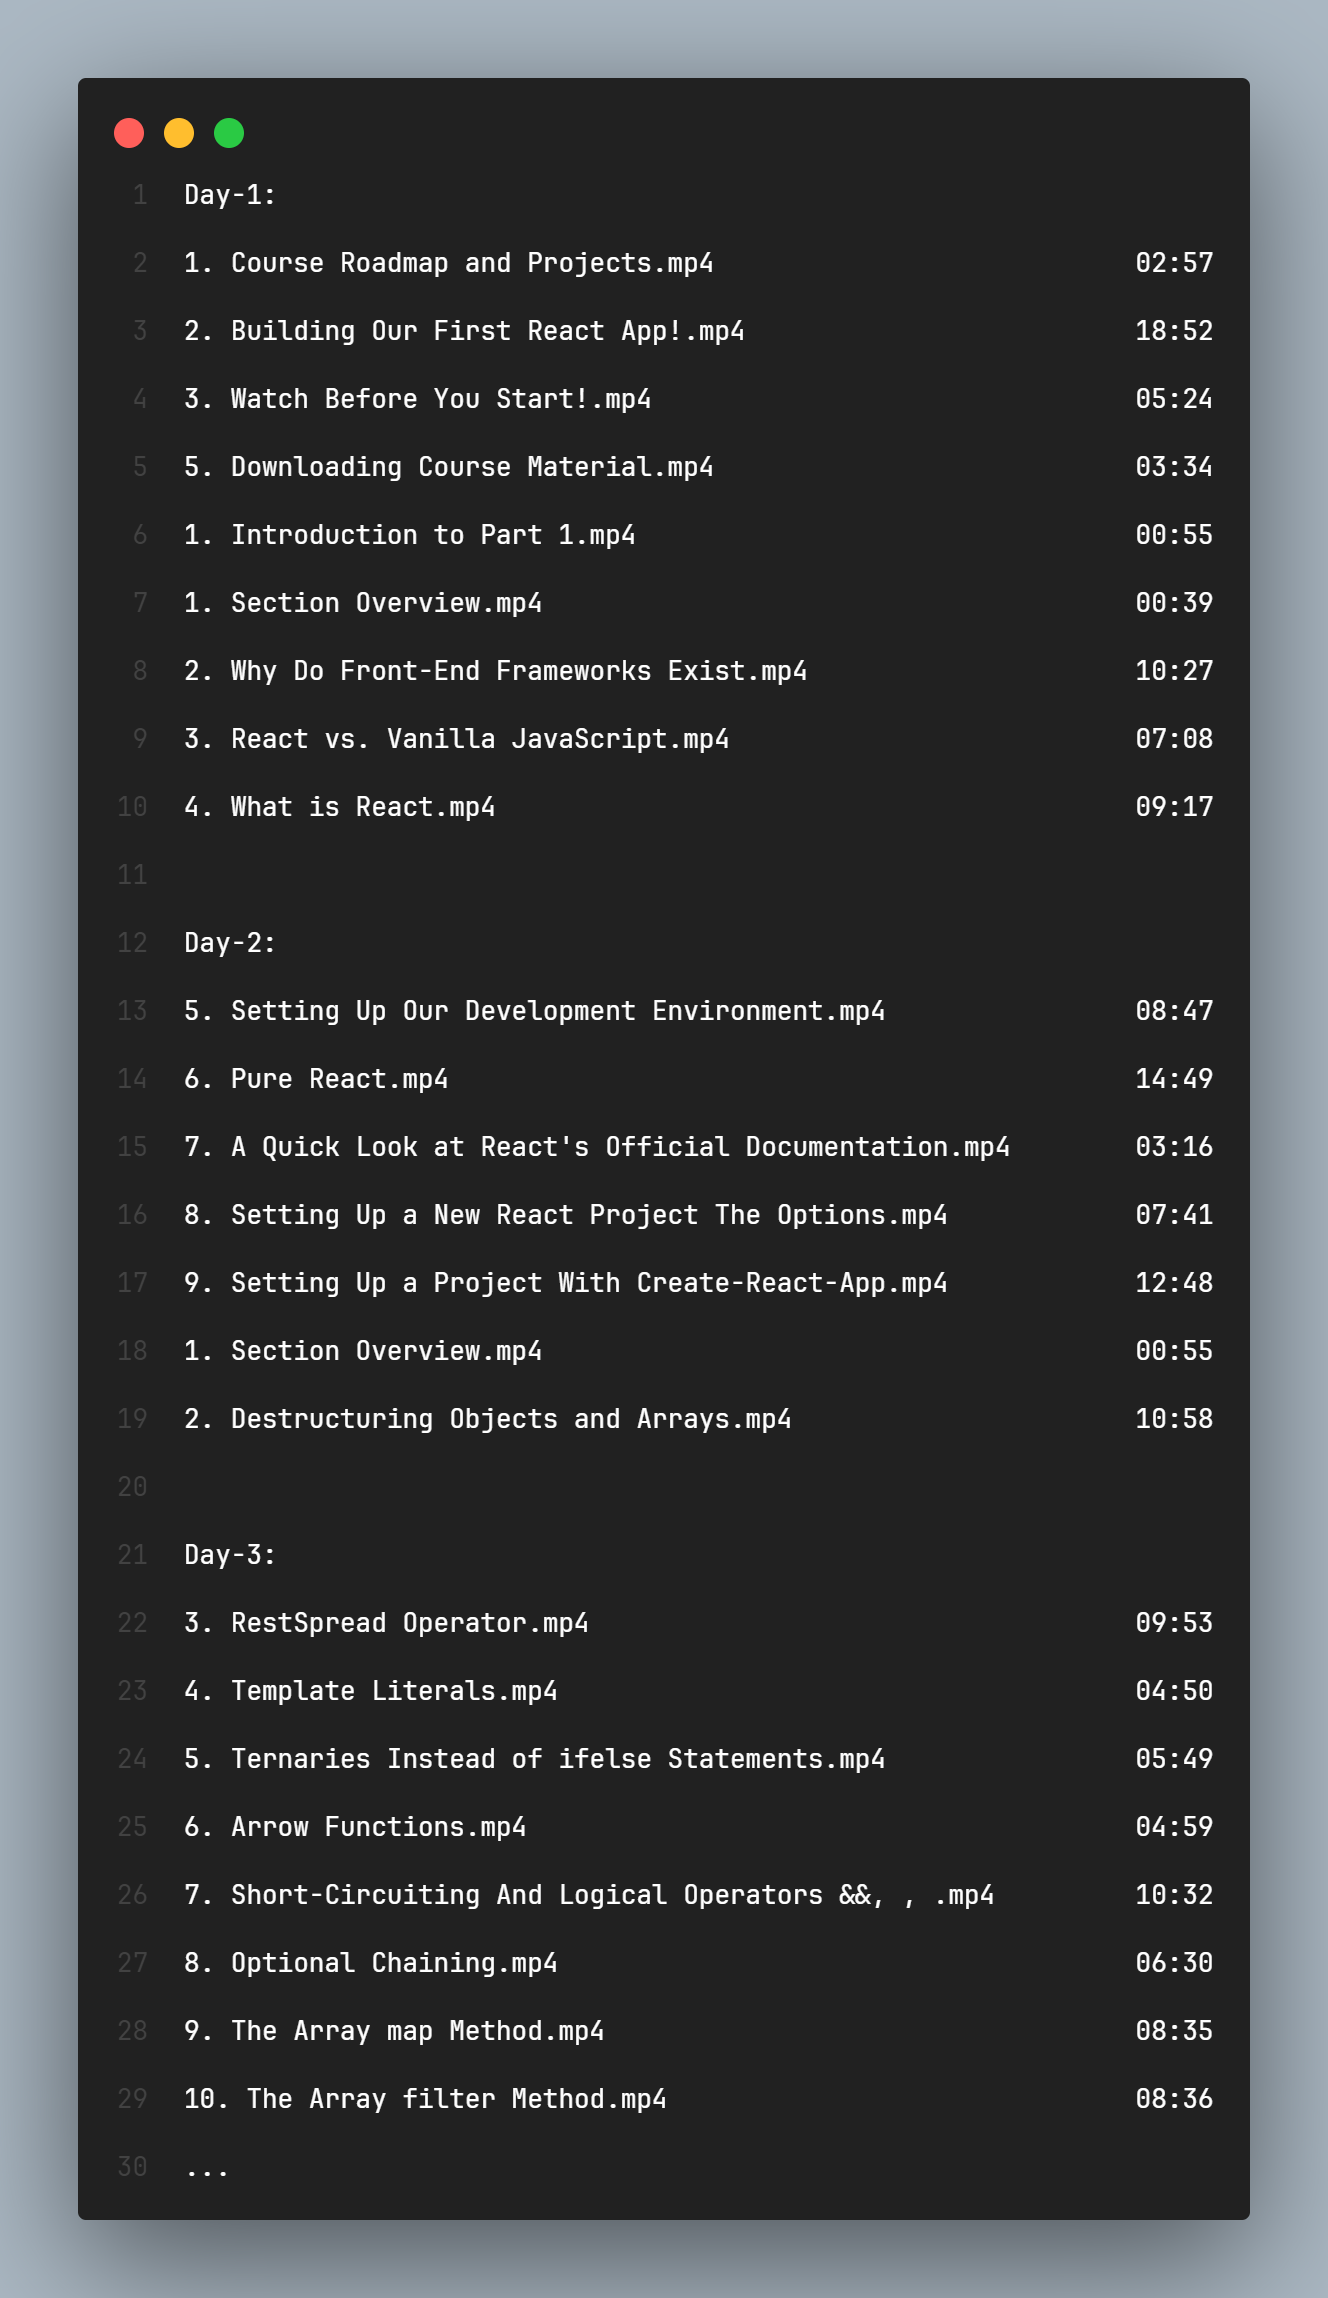 1 Day-1:
2 1. Course Roadmap and Projects.mp4 02:57
3 2. Building Our First React App!.mp4 18:52
4 3. Watch Before You Start!.mp4 05:24
5 5. Downloading Course Material.mp4 03:34
6 1. Introduction to Part 1.mp4 00:55
7 1. Section Overview.mp4 00:39
8 2. Why Do Front-End Frameworks Exist.mp4 10:27
9 3. React vs. Vanilla JavaScript.mp4 07:08
10 4. What is React.mp4 09:17
11
12 Day-2:
13 5. Setting Up Our Development Environment.mp4 08:47
14 6. Pure React.mp4 14:49
15 7. A Quick Look at React's Official Documentation.mp4 03:16
16 8. Setting Up a New React Project The Options.mp4 07:41
17 9. Setting Up a Project With Create-React-App.mp4 12:48
18 1. Section Overview.mp4 00:55
19 2. Destructuring Objects and Arrays.mp4 10:58
20
21 Day-3:
22 3. RestSpread Operator.mp4 09:53
23 4. Template Literals.mp4 04:50
24 5. Ternaries Instead of ifelse Statements.mp4 05:49
25 6. Arrow Functions.mp4 04:59
26 7. Short-Circuiting And Logical Operators &&, , .mp4 10:32
27 8. Optional Chaining.mp4 06:30
28 9. The Array map Method.mp4 08:35
29 10. The Array filter Method.mp4 08:36
30 ...